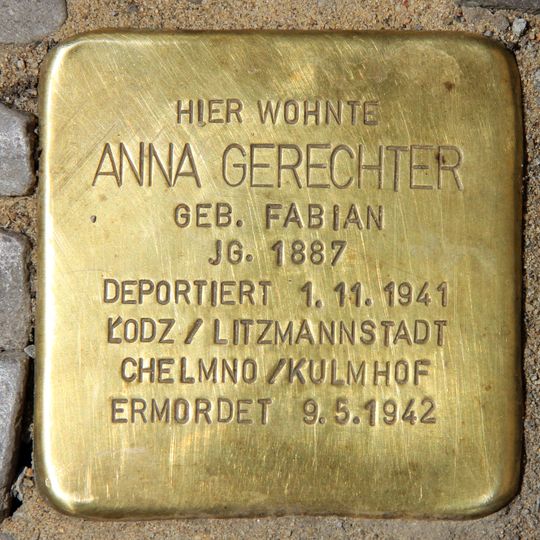 HIER WOHNTE
ANNA GERECHTER
GEB. FABIAN
JG. 1887
DEPORTIERT 1.11.1941
ŁODZ / LITZMANNSTADT
CHELMNO / KULMHOF
ERMORDET 9.5.1942